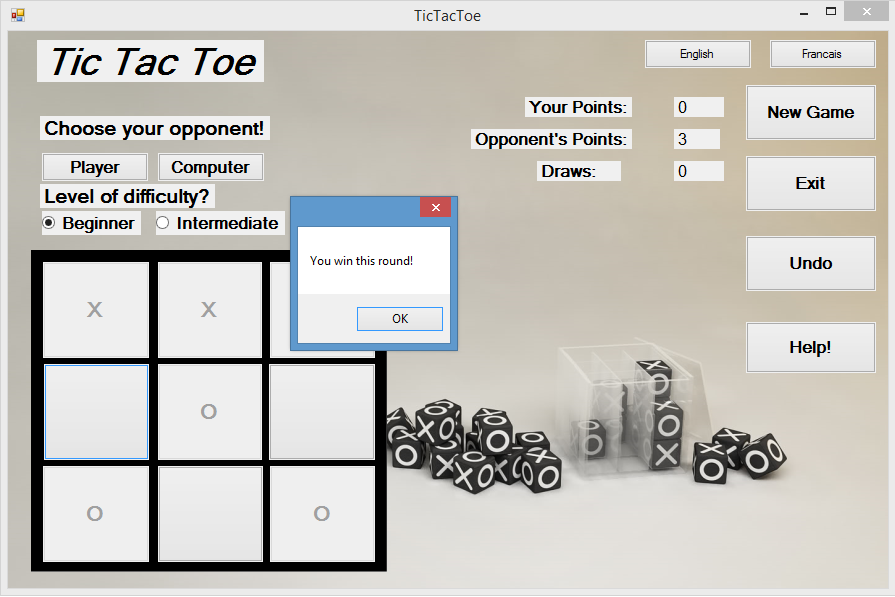 TicTacToe
Tic Tac Toe
English
Francais
Your Points: 0
New Game
Choose your opponent!
Opponent's Points: 3
Player
Computer
Draws: 0
Exit
Level of difficulty?
Beginner
Intermediate
You win this round!
OK
Undo
Help!
X X
O
O O